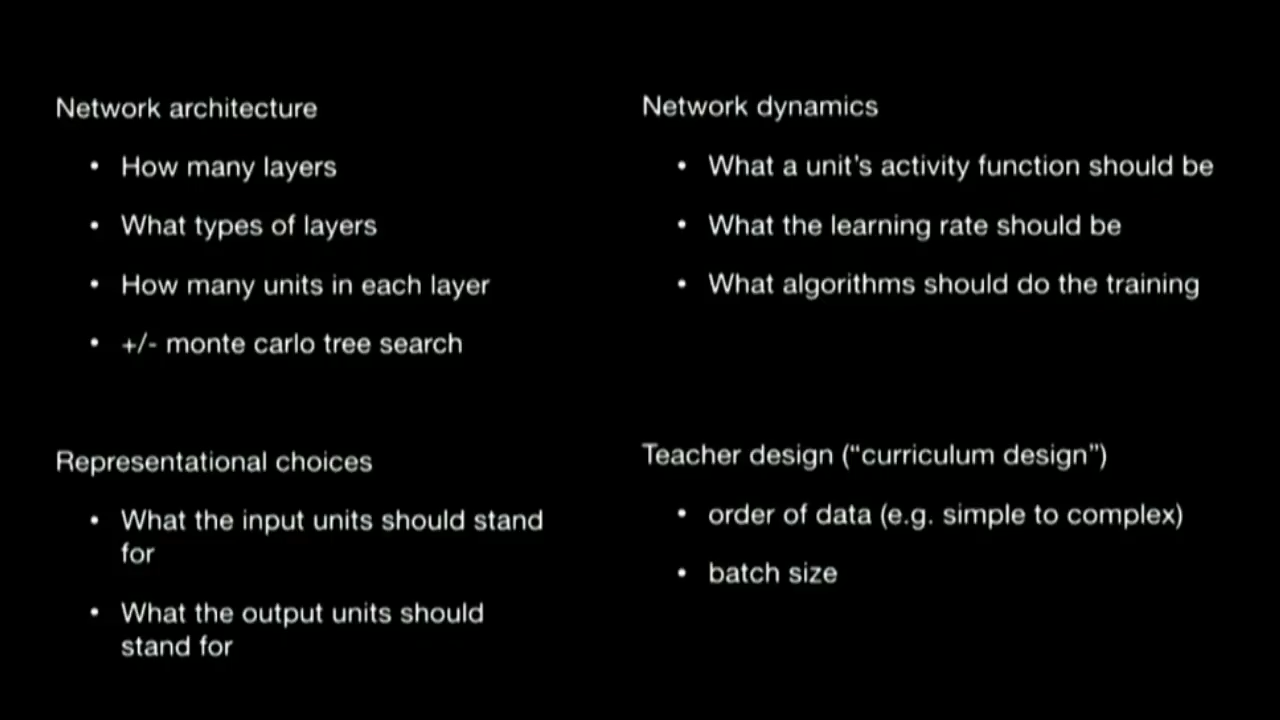 Network architecture
• How many layers
• What types of layers
• How many units in each layer
• +/- monte carlo tree search
Representational choices
• What the input units should stand
for
• What the output units should
stand for
Network dynamics
• What a unit's activity function should be
• What the learning rate should be
• What algorithms should do the training
Teacher design (“curriculum design”)
• order of data (e.g. simple to complex)
• batch size